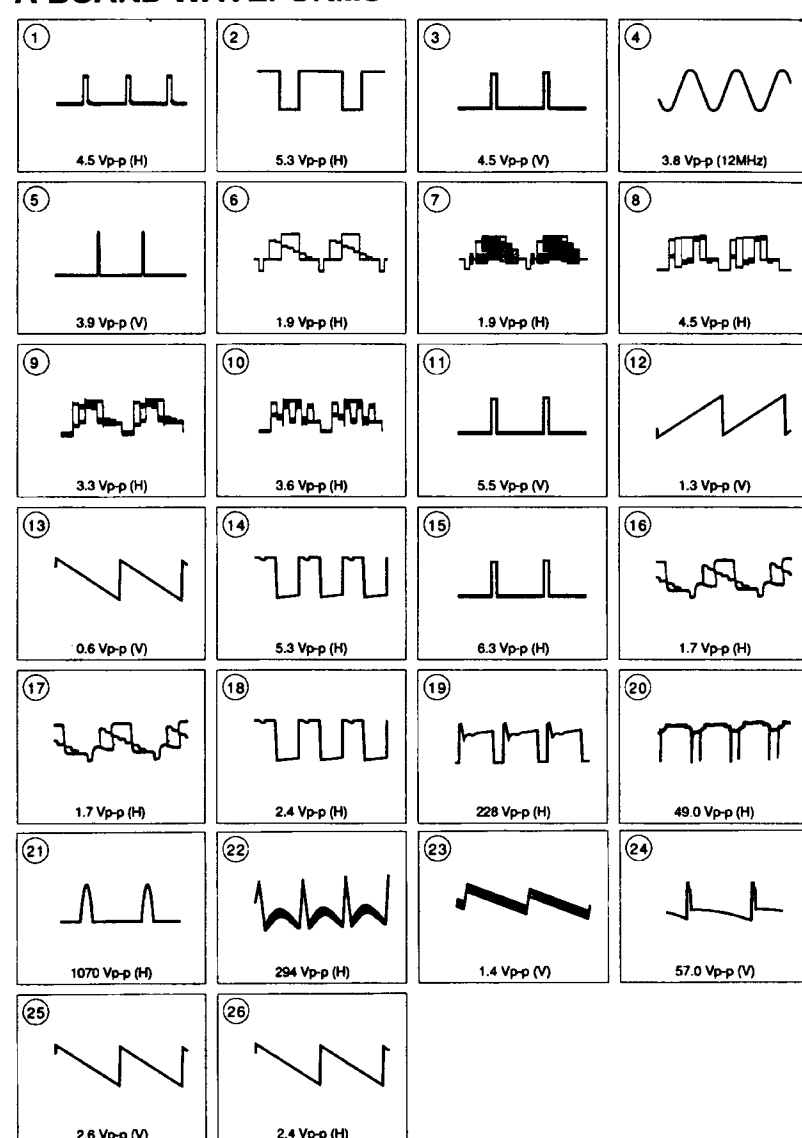 A BOARD WAVEFORMS
1 2 3 4
4.5 Vp-p (H) 5.3 Vp-p (H) 4.5 Vp-p (V) 3.8 Vp-p (12MHz)
5 6 7 8
3.9 Vp-p (V) 1.9 Vp-p (H) 1.9 Vp-p (H) 4.5 Vp-p (H)
9 10 11 12
3.3 Vp-p (H) 3.6 Vp-p (H) 5.5 Vp-p (V) 1.3 Vp-p (V)
13 14 15 16
0.6 Vp-p (V) 5.3 Vp-p (H) 6.3 Vp-p (H) 1.7 Vp-p (H)
17 18 19 20
1.7 Vp-p (H) 2.4 Vp-p (H) 228 Vp-p (H) 49.0 Vp-p (H)
21 22 23 24
1070 Vp-p (H) 294 Vp-p (H) 1.4 Vp-p (V) 57.0 Vp-p (V)
25 26
2.6 Vp-p (V) 2.4 Vp-p (H)